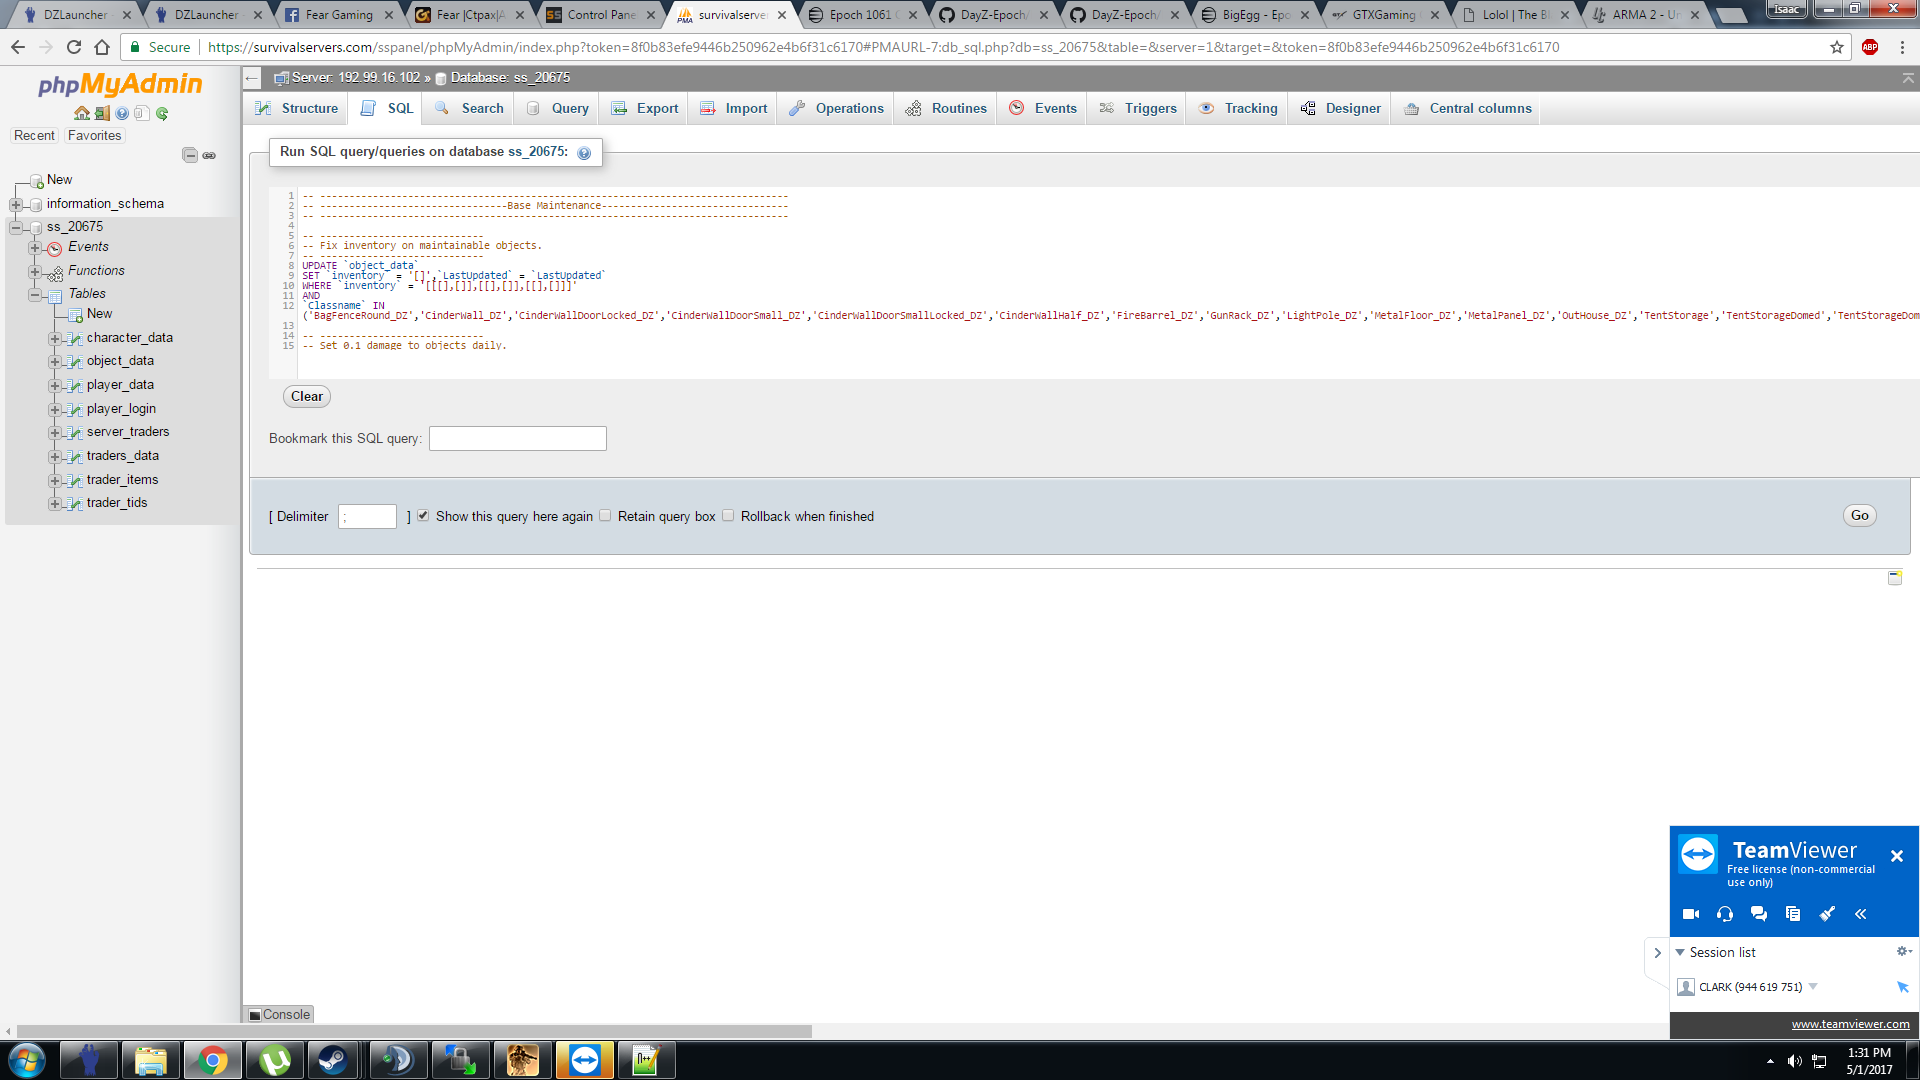 DZLauncher
DZLauncher
Fear Gaming
Fear |Ctpax|A
Control Pane
survivalserve
Epoch 1061
DayZ-Epoch/
DayZ-Epoch/
BigEgg - Epo
GTXGaming
Lolol | The B
ARMA 2 - Un
Isaac
Secure
https://survivalservers.com/sspanel/phpMyAdmin/index.php?token=8f0b83efe9446b250962e4b6f31c6170#PMAURL-7:db_sql.php?db=ss_20675&table=&server=1&target=&token=8f0b83efe9446b250962e4b6f31c6170
ABP
phpMyAdmin
Recent Favorites
New
information_schema
ss_20675
Events
Functions
Tables
New
character_data
object_data
player_data
player_login
server_traders
traders_data
trader_items
trader_tids
Server: 192.99.16.102 » Database: ss_20675
Structure SQL Search Query Export Import Operations Routines Events Triggers Tracking Designer Central columns
Run SQL query/queries on database ss_20675:
1 -- ------------------------------------------------------------------------------
2 -- -------------------------------Base Maintenance-------------------------------
3 -- ------------------------------------------------------------------------------
4
5 -- ---------------------------
6 -- Fix inventory on maintainable objects.
7 -- ---------------------------
8 UPDATE `object_data`
9 SET `inventory` = '[]',`LastUpdated` = `LastUpdated`
10 WHERE `inventory` = '[[[],[]],[[],[]],[[],[]]]'
11 AND
12 `Classname` IN
('BagFenceRound_DZ','CinderWall_DZ','CinderWallDoorLocked_DZ','CinderWallDoorSmall_DZ','CinderWallDoorSmallLocked_DZ','CinderWallHalf_DZ','FireBarrel_DZ','GunRack_DZ','LightPole_DZ','MetalFloor_DZ','MetalPanel_DZ','OutHouse_DZ','TentStorage','TentStorageDomed','TentStorageDom
13
14 -- ---------------------------
15 -- Set 0.1 damage to objects daily.
Clear
Bookmark this SQL query:
[ Delimiter ; ] Show this query here again Retain query box Rollback when finished
Go
Console
TeamViewer
Free license (non-commercial
use only)
Session list
CLARK (944 619 751)
www.teamviewer.com
1:31 PM
5/1/2017